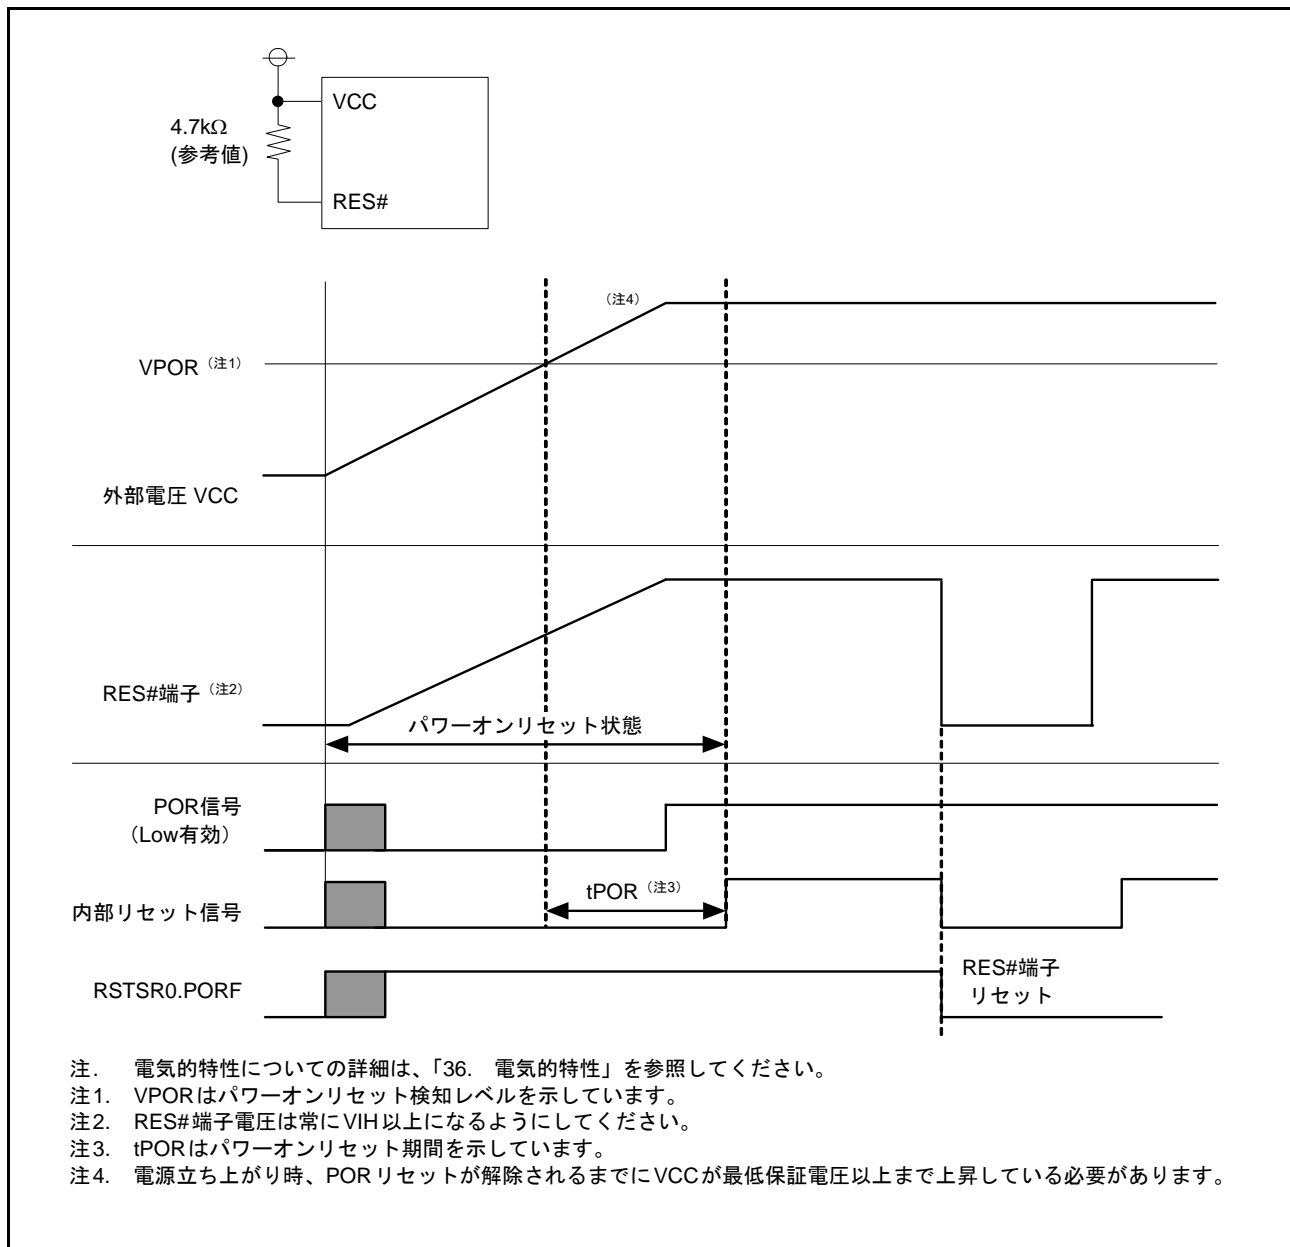 VCC
4.7kΩ
(参考値)
RES#
(注4)
VPOR (注1)
外部電圧 VCC
RES#端子 (注2)
パワーオンリセット状態
POR信号
(Low有効)
tPOR (注3)
内部リセット信号
RES#端子
リセット
RSTSR0.PORF
注. 電気的特性についての詳細は、「36. 電気的特性」を参照してください。
注1. VPORはパワーオンリセット検知レベルを示しています。
注2. RES#端子電圧は常にVIH以上になるようにしてください。
注3. tPORはパワーオンリセット期間を示しています。
注4. 電源立ち上がり時、PORリセットが解除されるまでにVCCが最低保証電圧以上まで上昇している必要があります。